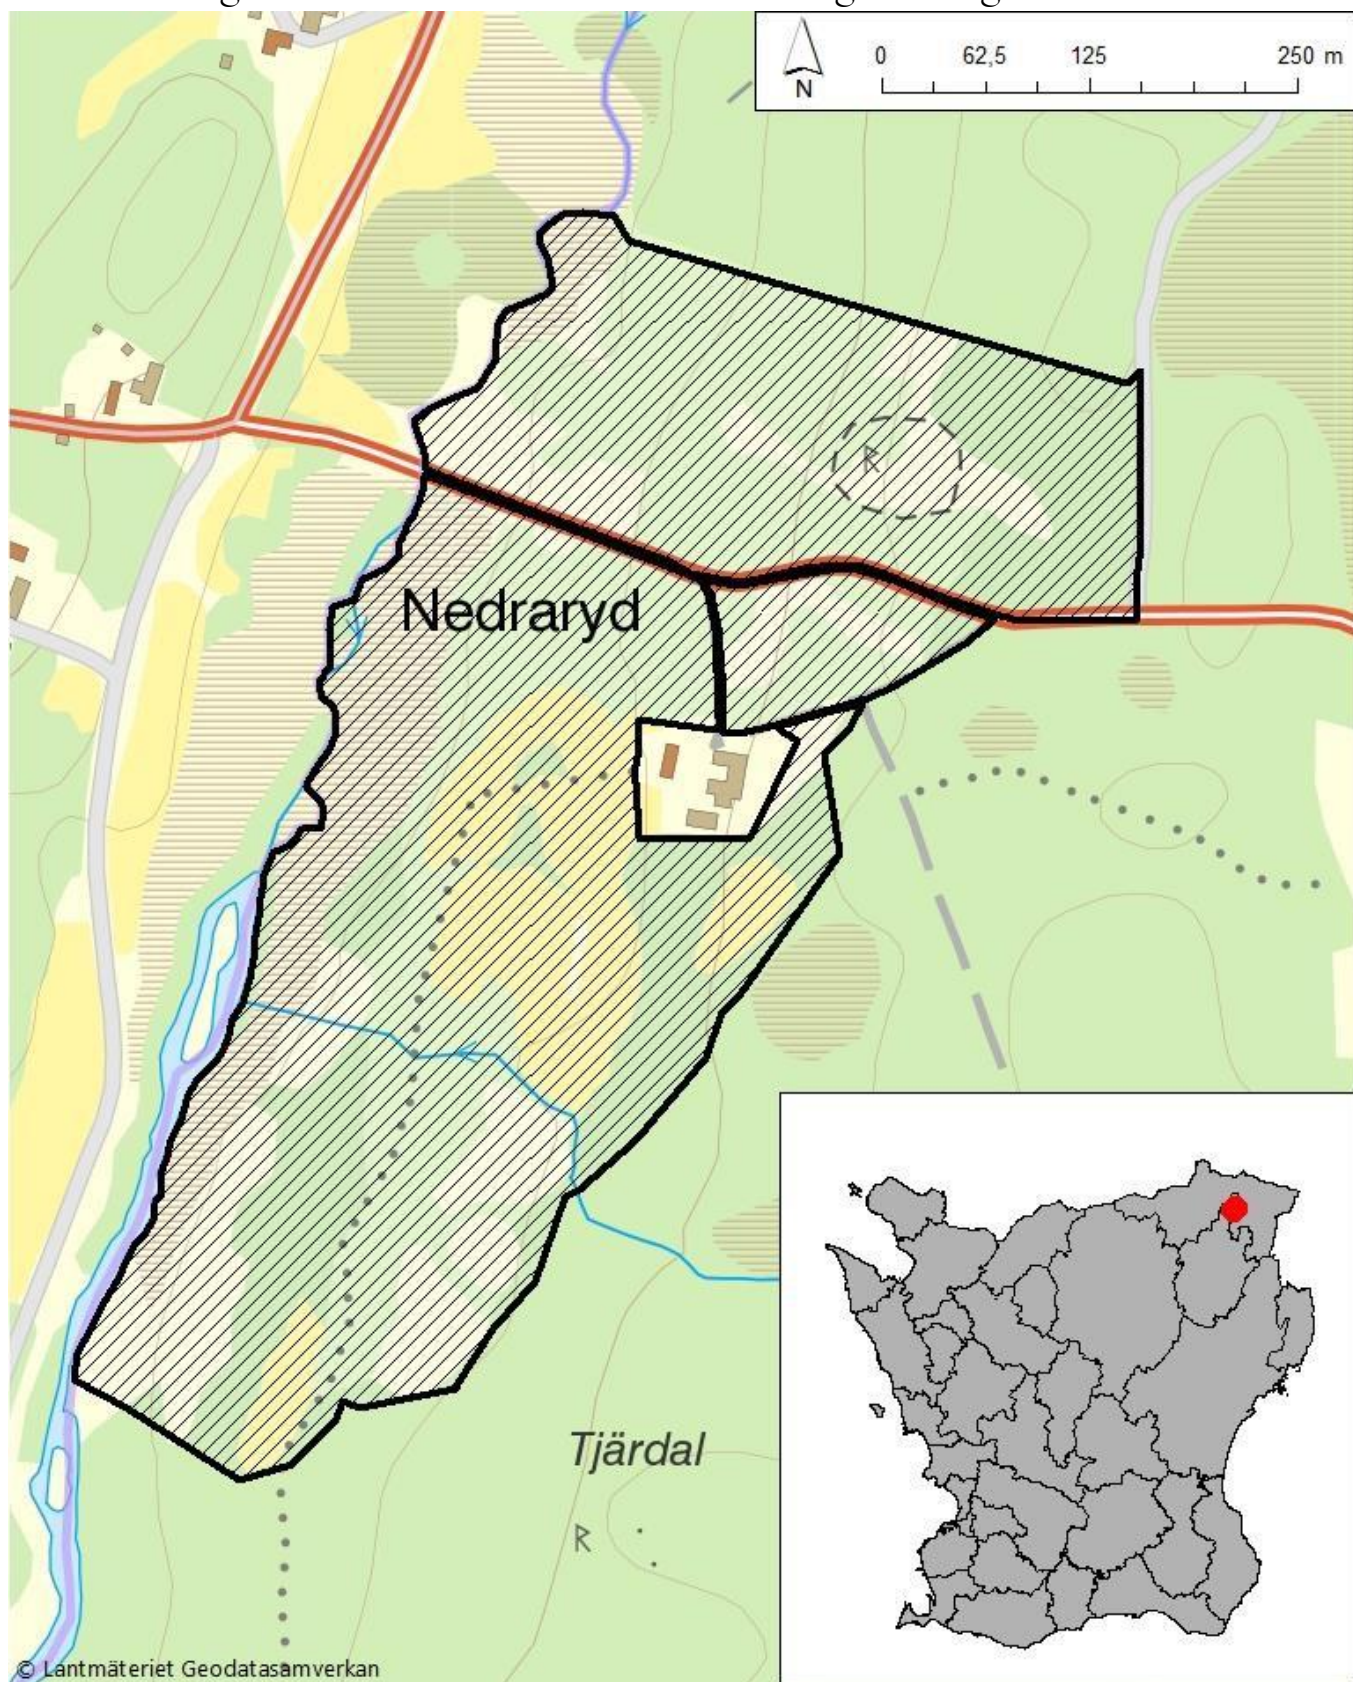 0 62,5 125 250 m
N
R
Nedraryd
Tjärdal
R
© Lantmäteriet Geodatasamverkan